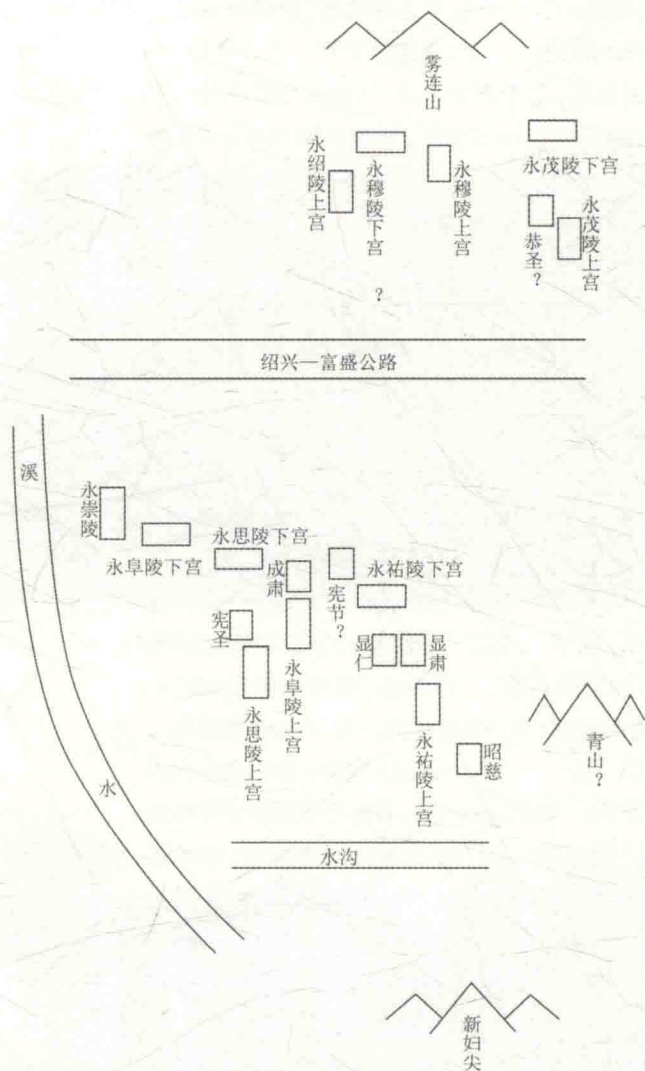 雾连山
永绍陵上宫
永穆陵下宫？
永穆陵上宫
永茂陵下宫
恭圣？
永茂陵上宫
绍兴—富盛公路
溪水
永崇陵
永阜陵下宫
永思陵下宫
成肃
宪节？
永祐陵下宫
宪圣
永思陵上宫
永阜陵上宫
显仁
显肃
永祐陵上宫
昭慈
青山？
水沟
新妇尖